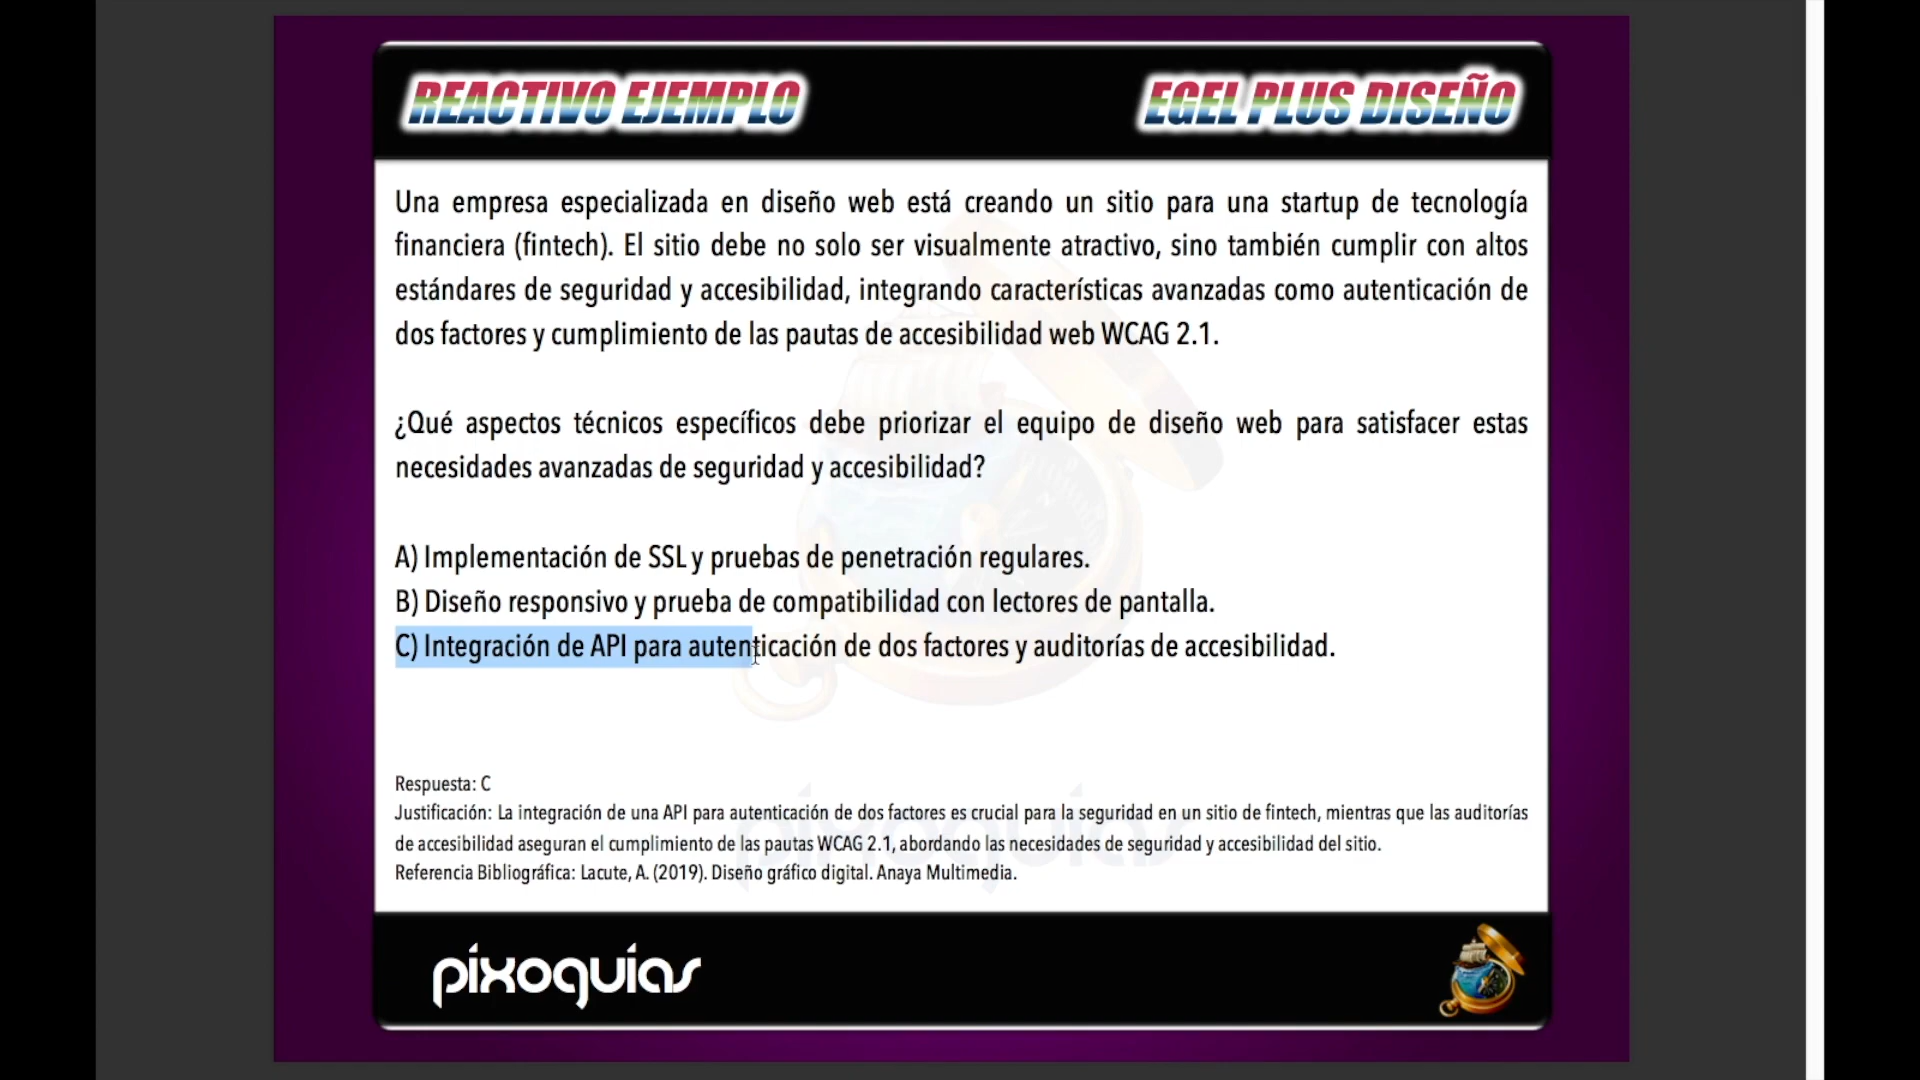 REACTIVO EJEMPLO
EGEL PLUS DISEÑO
Una empresa especializada en diseño web está creando un sitio para una startup de tecnología
financiera (fintech). El sitio debe no solo ser visualmente atractivo, sino también cumplir con altos
estándares de seguridad y accesibilidad, integrando características avanzadas como autenticación de
dos factores y cumplimiento de las pautas de accesibilidad web WCAG 2.1.
¿Qué aspectos técnicos específicos debe priorizar el equipo de diseño web para satisfacer estas
necesidades avanzadas de seguridad y accesibilidad?
A) Implementación de SSL y pruebas de penetración regulares.
B) Diseño responsivo y prueba de compatibilidad con lectores de pantalla.
C) Integración de API para autenticación de dos factores y auditorías de accesibilidad.
Respuesta: C
Justificación: La integración de una API para autenticación de dos factores es crucial para la seguridad en un sitio de fintech, mientras que las auditorías
de accesibilidad aseguran el cumplimiento de las pautas WCAG 2.1, abordando las necesidades de seguridad y accesibilidad del sitio.
Referencia Bibliográfica: Lacute, A. (2019). Diseño gráfico digital. Anaya Multimedia.
pixoguias
pixoguias